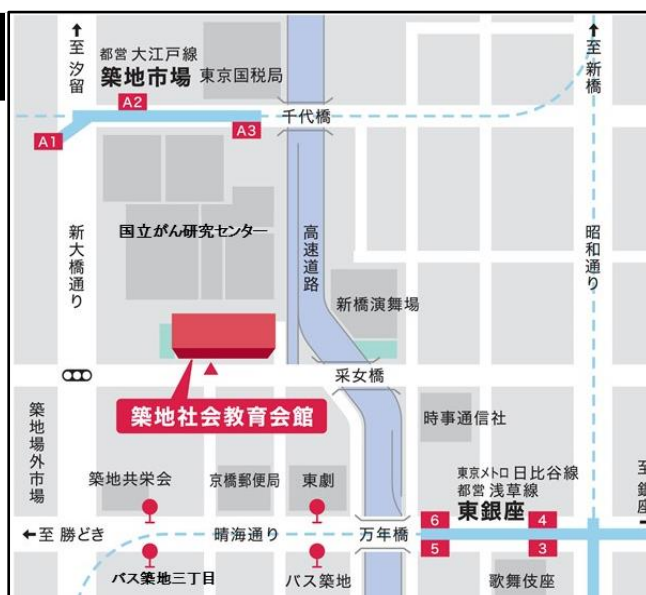 至 汐留
都営 大江戸線
築地市場
東京国税局
至 新橋
A2
A1
A3
千代橋
国立がん研究センター
新大橋通り
高速道路
昭和通り
新橋演舞場
采女橋
築地社会教育会館
築地場外市場
時事通信社
築地共栄会
京橋郵便局
東劇
東京メトロ 日比谷線
都営 浅草線
東銀座
至 銀座
6
4
←至 勝どき
晴海通り
万年橋
5
3
バス築地三丁目
バス築地
歌舞伎座